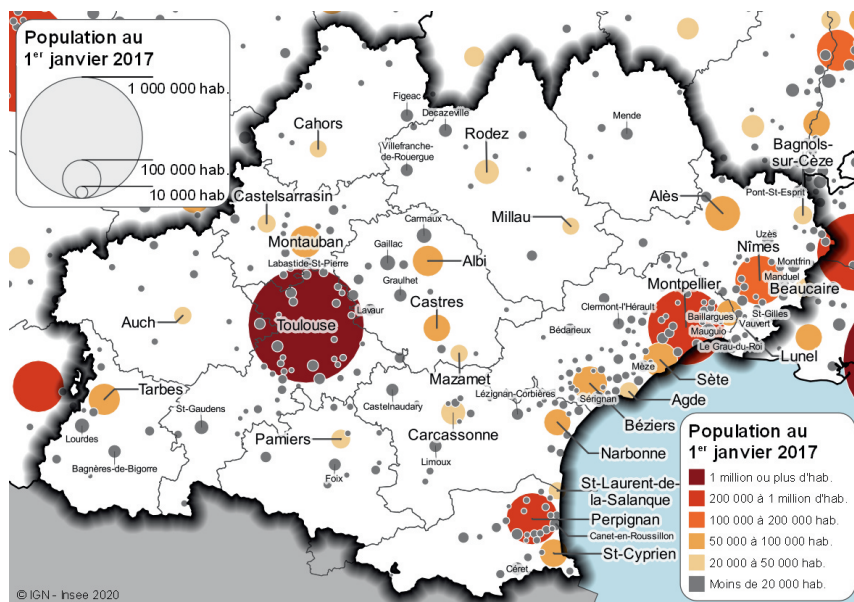 Population au
1er janvier 2017
1 000 000 hab.
100 000 hab.
10 000 hab.
Figeac
Decazeville
Cahors
Villefranche-
de-Rouergue
Rodez
Mende
Bagnols-
sur-Cèze
Pont-St-Esprit
Castelsarrasin
Alès
Millau
Carmaux
Montauban
Gaillac
Albi
Uzès
Nîmes
Montfrin
Manduel
Labastide-St-Pierre
Graulhet
Montpellier
Beaucaire
Castres
Lavaur
Clermont-l'Hérault
Baillargues
St-Gilles
Vauvert
Auch
Toulouse
Bédarieux
Mauguio
Le Grau-du-Roi
Lunel
Mazamet
Mèze
Sète
Tarbes
St-Gaudens
Castelnaudary
Lézignan-Corbières
Sérignan
Agde
Béziers
Lourdes
Pamiers
Carcassonne
Narbonne
Bagnères-de-Bigorre
Foix
Limoux
St-Laurent-de-
la-Salanque
Perpignan
Canet-en-Roussillon
St-Cyprien
Céret
Population au
1er janvier 2017
1 million ou plus d'hab.
200 000 à 1 million d'hab.
100 000 à 200 000 hab.
50 000 à 100 000 hab.
20 000 à 50 000 hab.
Moins de 20 000 hab.
© IGN - Insee 2020